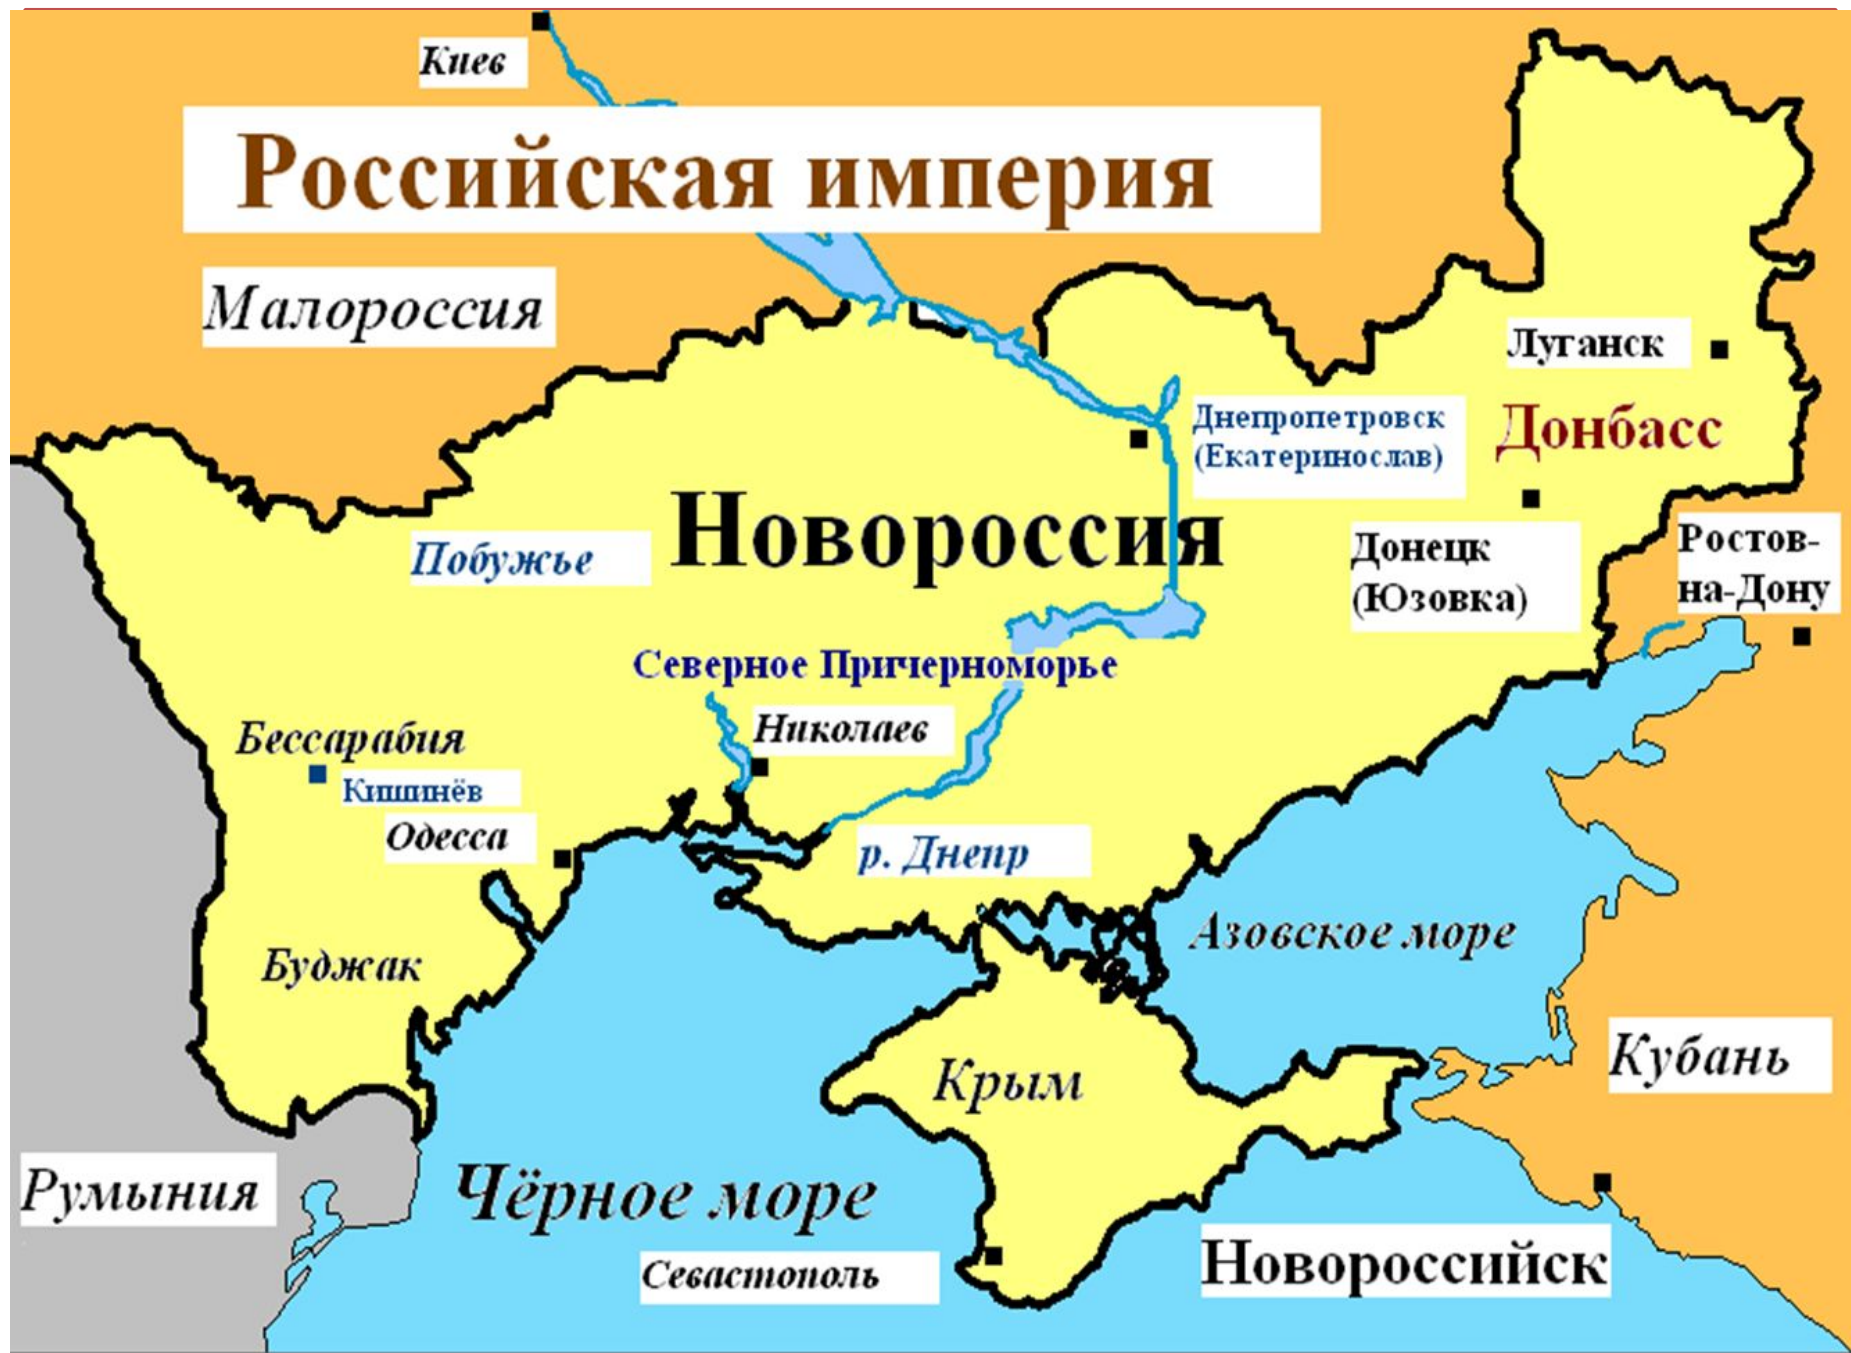 Киев
Российская империя
Малороссия
Луганск
Днепропетровск
(Екатеринослав)
Донбасс
Новороссия
Побужье
Донецк
(Юзовка)
Ростов-
на-Дону
Северное Причерноморье
Николаев
Бессарабия
Кишинёв
Одесса
р. Днепр
Азовское море
Буджак
Крым
Кубань
Румыния
Чёрное море
Севастополь
Новороссийск